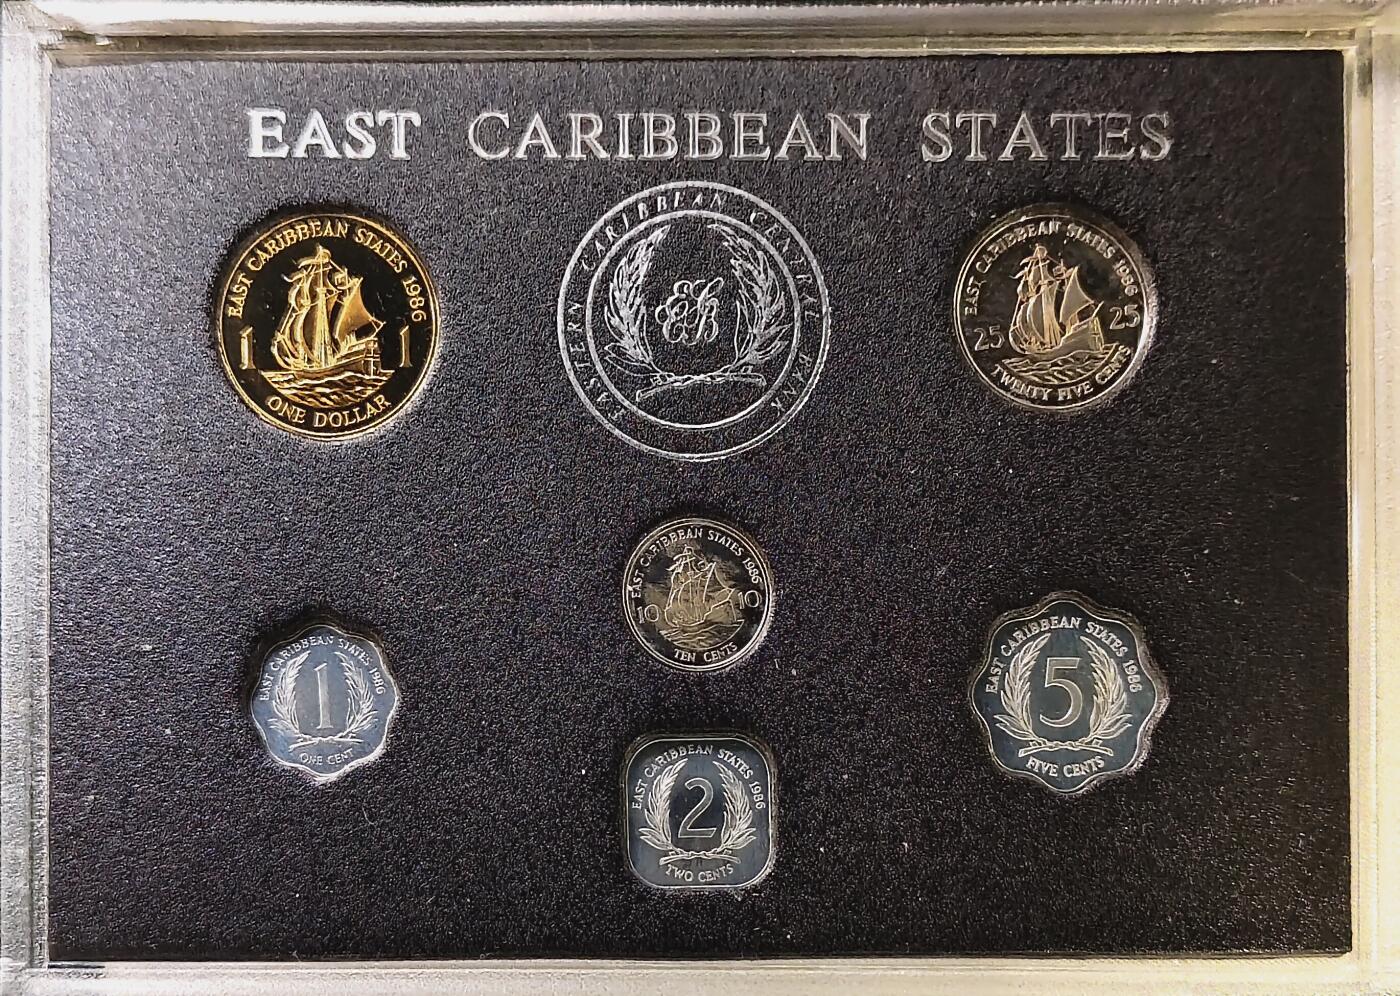 EAST CARIBBEAN STATES
EAST CARIBBEAN STATES 1986
1 1
ONE DOLLAR
EASTERN CARIBBEAN CENTRAL BANK
ECCB
EAST CARIBBEAN STATES 1986
25 25
TWENTY FIVE CENTS
EAST CARIBBEAN STATES 1986
10 10
TEN CENTS
EAST CARIBBEAN STATES 1986
1
ONE CENT
EAST CARIBBEAN STATES 1986
2
TWO CENTS
EAST CARIBBEAN STATES 1986
5
FIVE CENTS